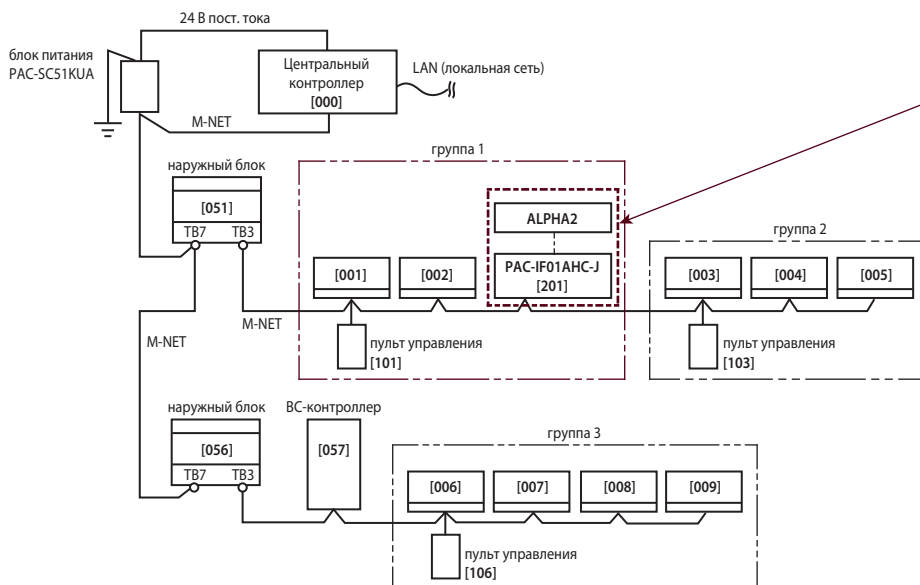 24 В пост. тока
блок питания
PAC-SC51KUA
Центральный
контроллер
[000]
LAN (локальная сеть)
M-NET
группа 1
наружный блок
[051]
TB7 TB3
ALPHA2
PAC-IF01AHC-J
[201]
[001]
[002]
группа 2
[003]
[004]
[005]
M-NET
M-NET
пульт управления
[101]
пульт управления
[103]
наружный блок
[056]
TB7 TB3
BC-контроллер
[057]
группа 3
[006]
[007]
[008]
[009]
пульт управления
[106]